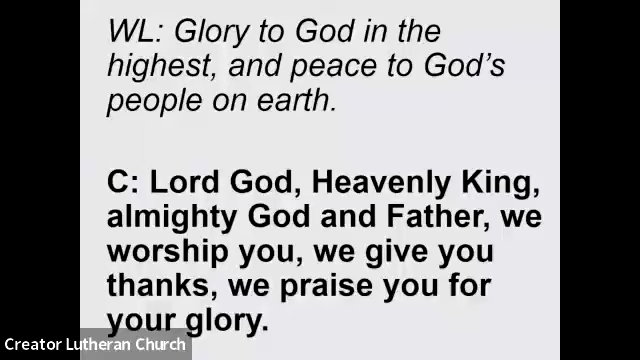 WL: Glory to God in the
highest, and peace to God’s
people on earth.
C: Lord God, Heavenly King,
almighty God and Father, we
worship you, we give you
thanks, we praise you for
your glory.
Creator Lutheran Church